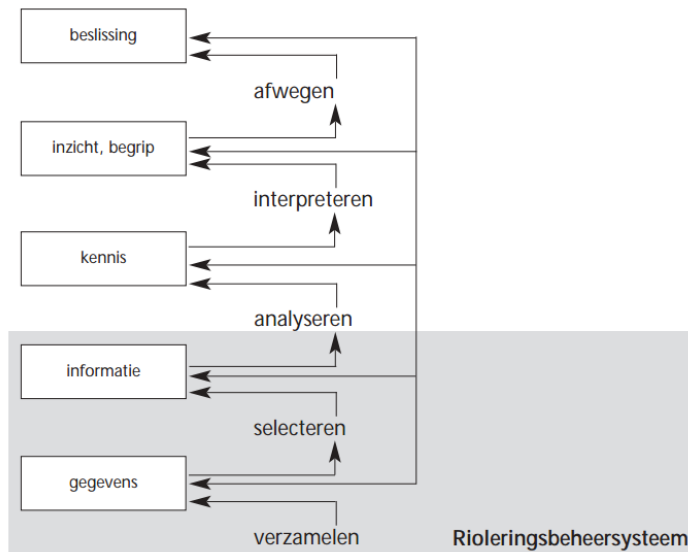 beslissing
afwegen
inzicht, begrip
interpreteren
kennis
analyseren
informatie
selecteren
gegevens
verzamelen
Rioleringsbeheersysteem